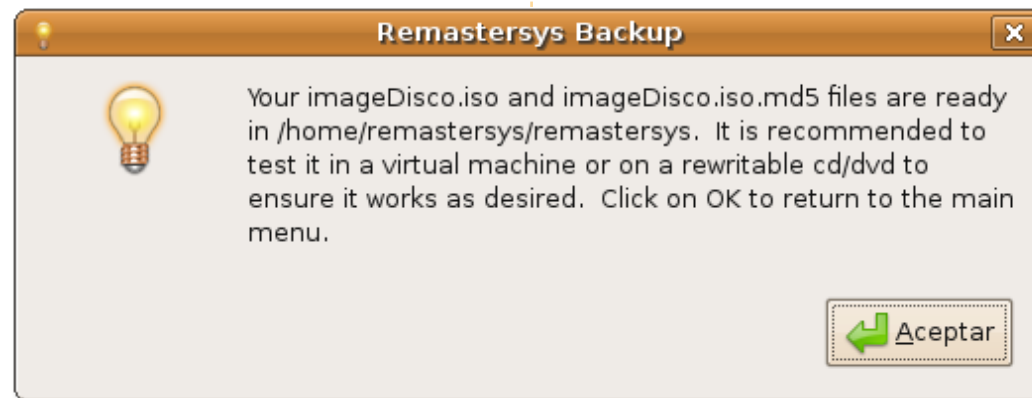 Remastersys Backup
Your imageDisco.iso and imageDisco.iso.md5 files are ready
in /home/remastersys/remastersys.  It is recommended to
test it in a virtual machine or on a rewritable cd/dvd to
ensure it works as desired.  Click on OK to return to the main
menu.
Aceptar